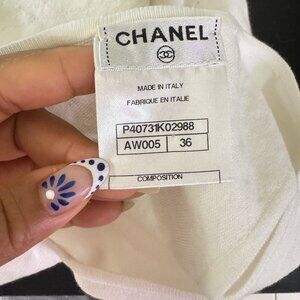 CHANEL
MADE IN ITALY
FABRIQUE EN ITALIE
P40731K02988
AW005 36
COMPOSITION